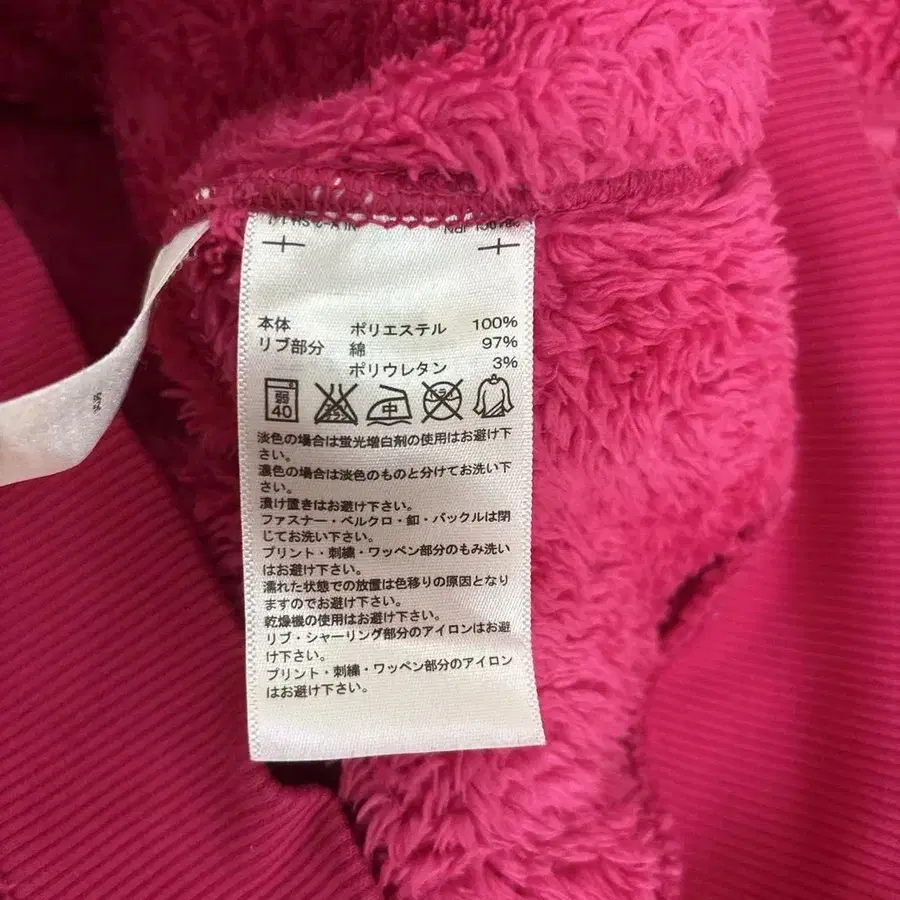 本体 ポリエステル 100%
リブ部分 綿 97%
ポリウレタン 3%
弱 40 中
淡色の場合は蛍光増白剤の使用はお避け下
さい。
濃色の場合は淡色のものと分けてお洗い下
さい。
漬け置きはお避け下さい。
ファスナー・ベルクロ・釦・バックルは閉
じてお洗い下さい。
プリント・刺繍・ワッペン部分のもみ洗い
はお避け下さい。
濡れた状態での放置は色移りの原因となり
ますのでお避け下さい。
乾燥機の使用はお避け下さい。
リブ・シャーリング部分のアイロンはお避
け下さい。
プリント・刺繍・ワッペン部分のアイロン
はお避け下さい。